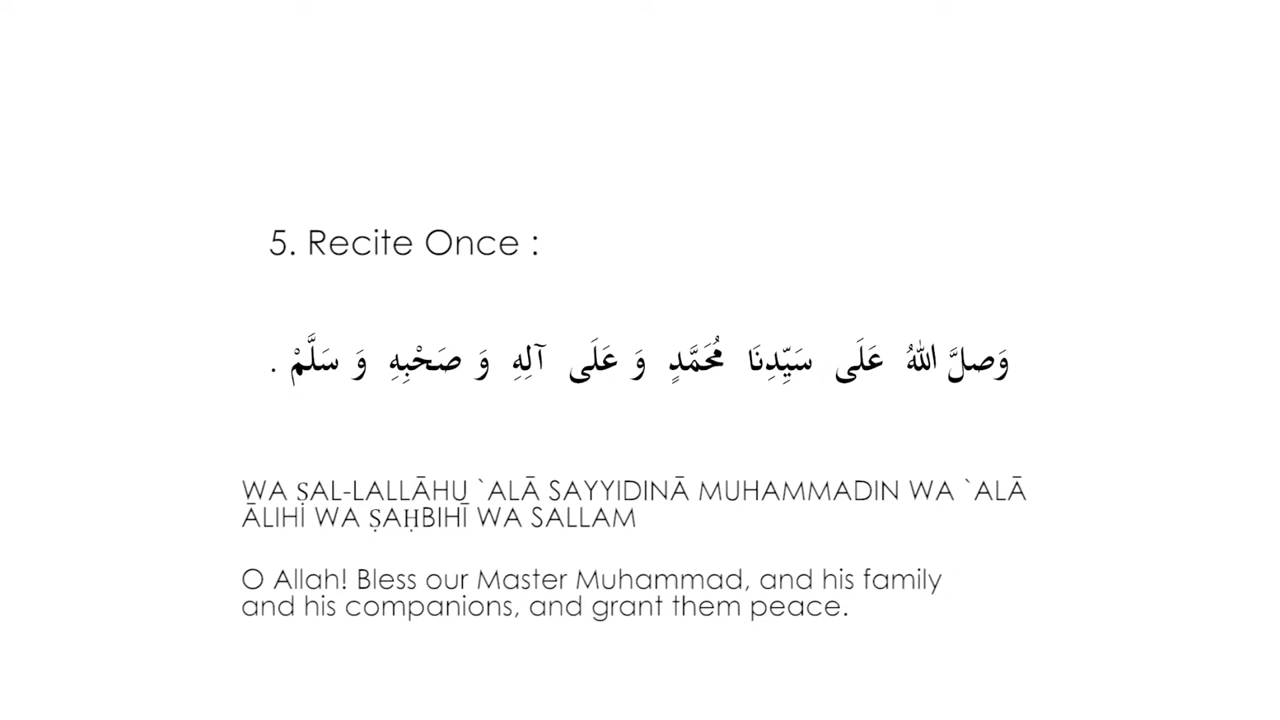 5. Recite Once :
وَصلَّ اللهُ عَلَى سَيِّدِنَا مُحَمَّدٍ وَ عَلَى آلِهِ وَ صَحْبِهِ وَ سَلَّمْ .
WA ṢAL-LALLĀHU `ALĀ SAYYIDINĀ MUHAMMADIN WA `ALĀ
ĀLIHĪ WA ṢAḤBIHĪ WA SALLAM
O Allah! Bless our Master Muhammad, and his family
and his companions, and grant them peace.